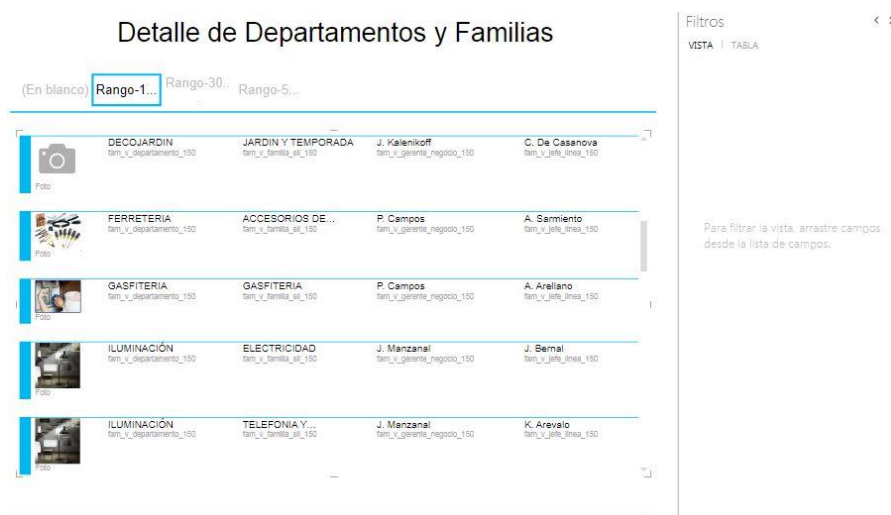 Detalle de Departamentos y Familias
Filtros
VISTA | TABLA
(En blanco) Rango-1... Rango-30.. Rango-5...
DECOJARDIN JARDIN Y TEMPORADA J. Kalenikoff C. De Casanova
fam_v_departamento_150 fam_v_familia_sil_150 fam_v_gerente_negocio_150 fam_v_jefe_linea_150
Foto
FERRETERIA ACCESORIOS DE... P. Campos A. Sarmiento
fam_v_departamento_150 fam_v_familia_sil_150 fam_v_gerente_negocio_150 fam_v_jefe_linea_150
Foto
Para filtrar la vista, arrastre campos
desde la lista de campos.
GASFITERIA GASFITERIA P. Campos A. Arellano
fam_v_departamento_150 fam_v_familia_sil_150 fam_v_gerente_negocio_150 fam_v_jefe_linea_150
Foto
ILUMINACIÓN ELECTRICIDAD J. Manzanal J. Bernal
fam_v_departamento_150 fam_v_familia_sil_150 fam_v_gerente_negocio_150 fam_v_jefe_linea_150
Foto
ILUMINACIÓN TELEFONIA Y... J. Manzanal K. Arevalo
fam_v_departamento_150 fam_v_familia_sil_150 fam_v_gerente_negocio_150 fam_v_jefe_linea_150
Foto